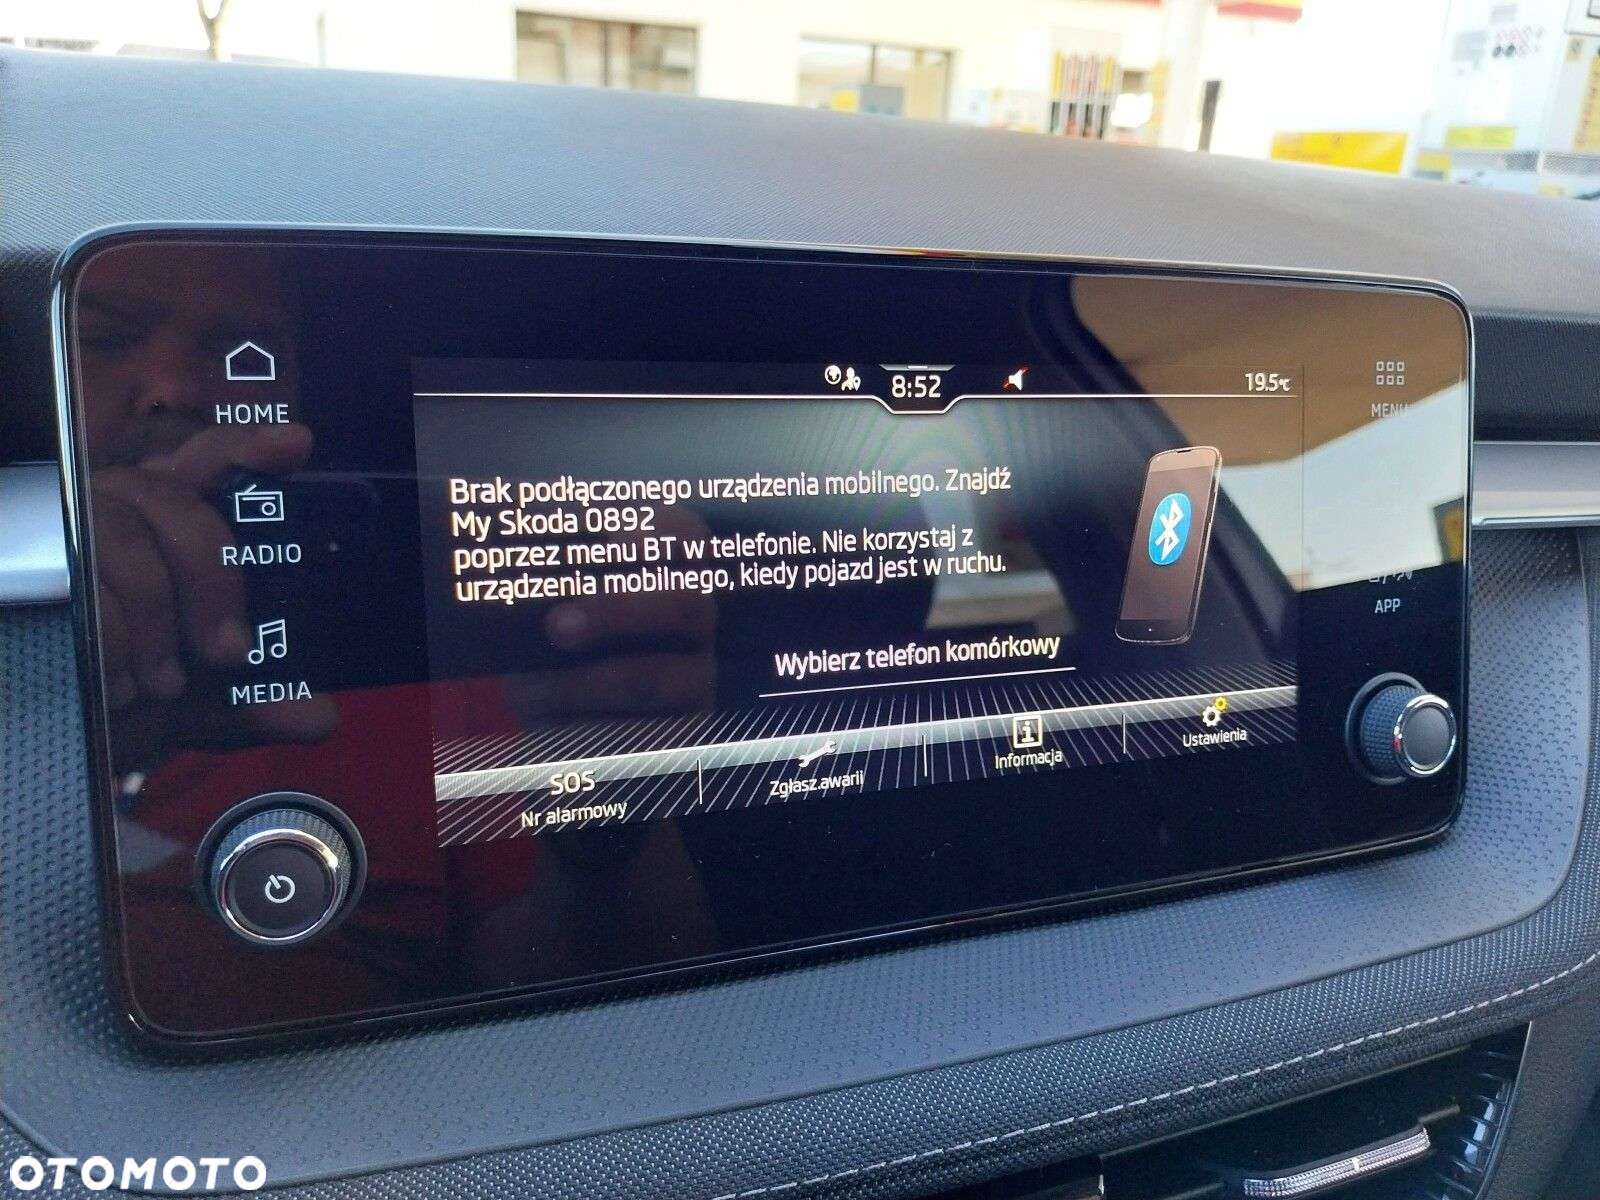 8:52
19.5°C
HOME
RADIO
MEDIA
MENU
APP
Brak podłączonego urządzenia mobilnego. Znajdź
My Skoda 0892
poprzez menu BT w telefonie. Nie korzystaj z
urządzenia mobilnego, kiedy pojazd jest w ruchu.
Wybierz telefon komórkowy
SOS
Nr alarmowy
Zgłasz.awarii
Informacja
Ustawienia
OTOMOTO